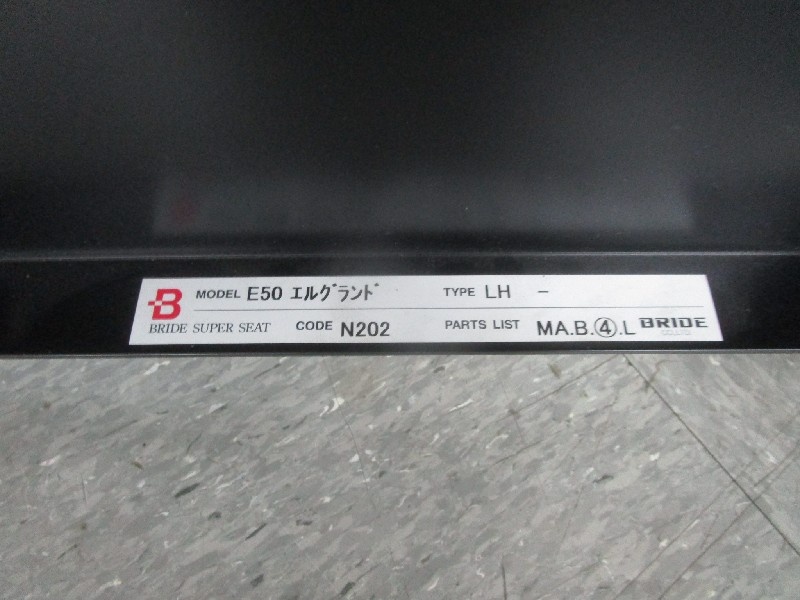 B MODEL E50 ｴﾙｸﾞﾗﾝﾄﾞ TYPE LH -
BRIDE SUPER SEAT CODE N202 PARTS LIST MA.B.④.L BRIDE